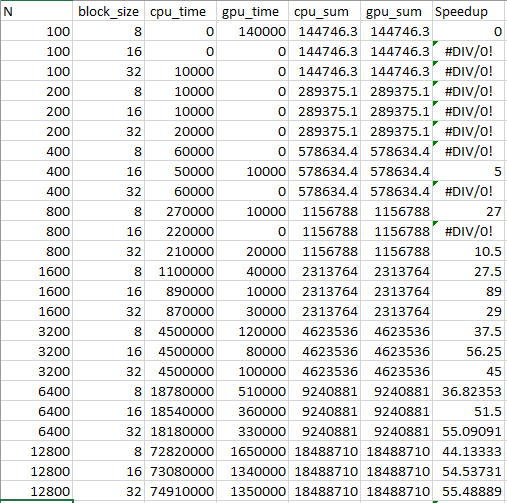 N block_size cpu_time gpu_time cpu_sum gpu_sum Speedup
100 8 0 140000 144746.3 144746.3 0
100 16 0 0 144746.3 144746.3 #DIV/0!
100 32 10000 0 144746.3 144746.3 #DIV/0!
200 8 10000 0 289375.1 289375.1 #DIV/0!
200 16 10000 0 289375.1 289375.1 #DIV/0!
200 32 20000 0 289375.1 289375.1 #DIV/0!
400 8 60000 0 578634.4 578634.4 #DIV/0!
400 16 50000 10000 578634.4 578634.4 5
400 32 60000 0 578634.4 578634.4 #DIV/0!
800 8 270000 10000 1156788 1156788 27
800 16 220000 0 1156788 1156788 #DIV/0!
800 32 210000 20000 1156788 1156788 10.5
1600 8 1100000 40000 2313764 2313764 27.5
1600 16 890000 10000 2313764 2313764 89
1600 32 870000 30000 2313764 2313764 29
3200 8 4500000 120000 4623536 4623536 37.5
3200 16 4500000 80000 4623536 4623536 56.25
3200 32 4500000 100000 4623536 4623536 45
6400 8 18780000 510000 9240881 9240881 36.82353
6400 16 18540000 360000 9240881 9240881 51.5
6400 32 18180000 330000 9240881 9240881 55.09091
12800 8 72820000 1650000 18488710 18488710 44.13333
12800 16 73080000 1340000 18488710 18488710 54.53731
12800 32 74910000 1350000 18488710 18488710 55.48889